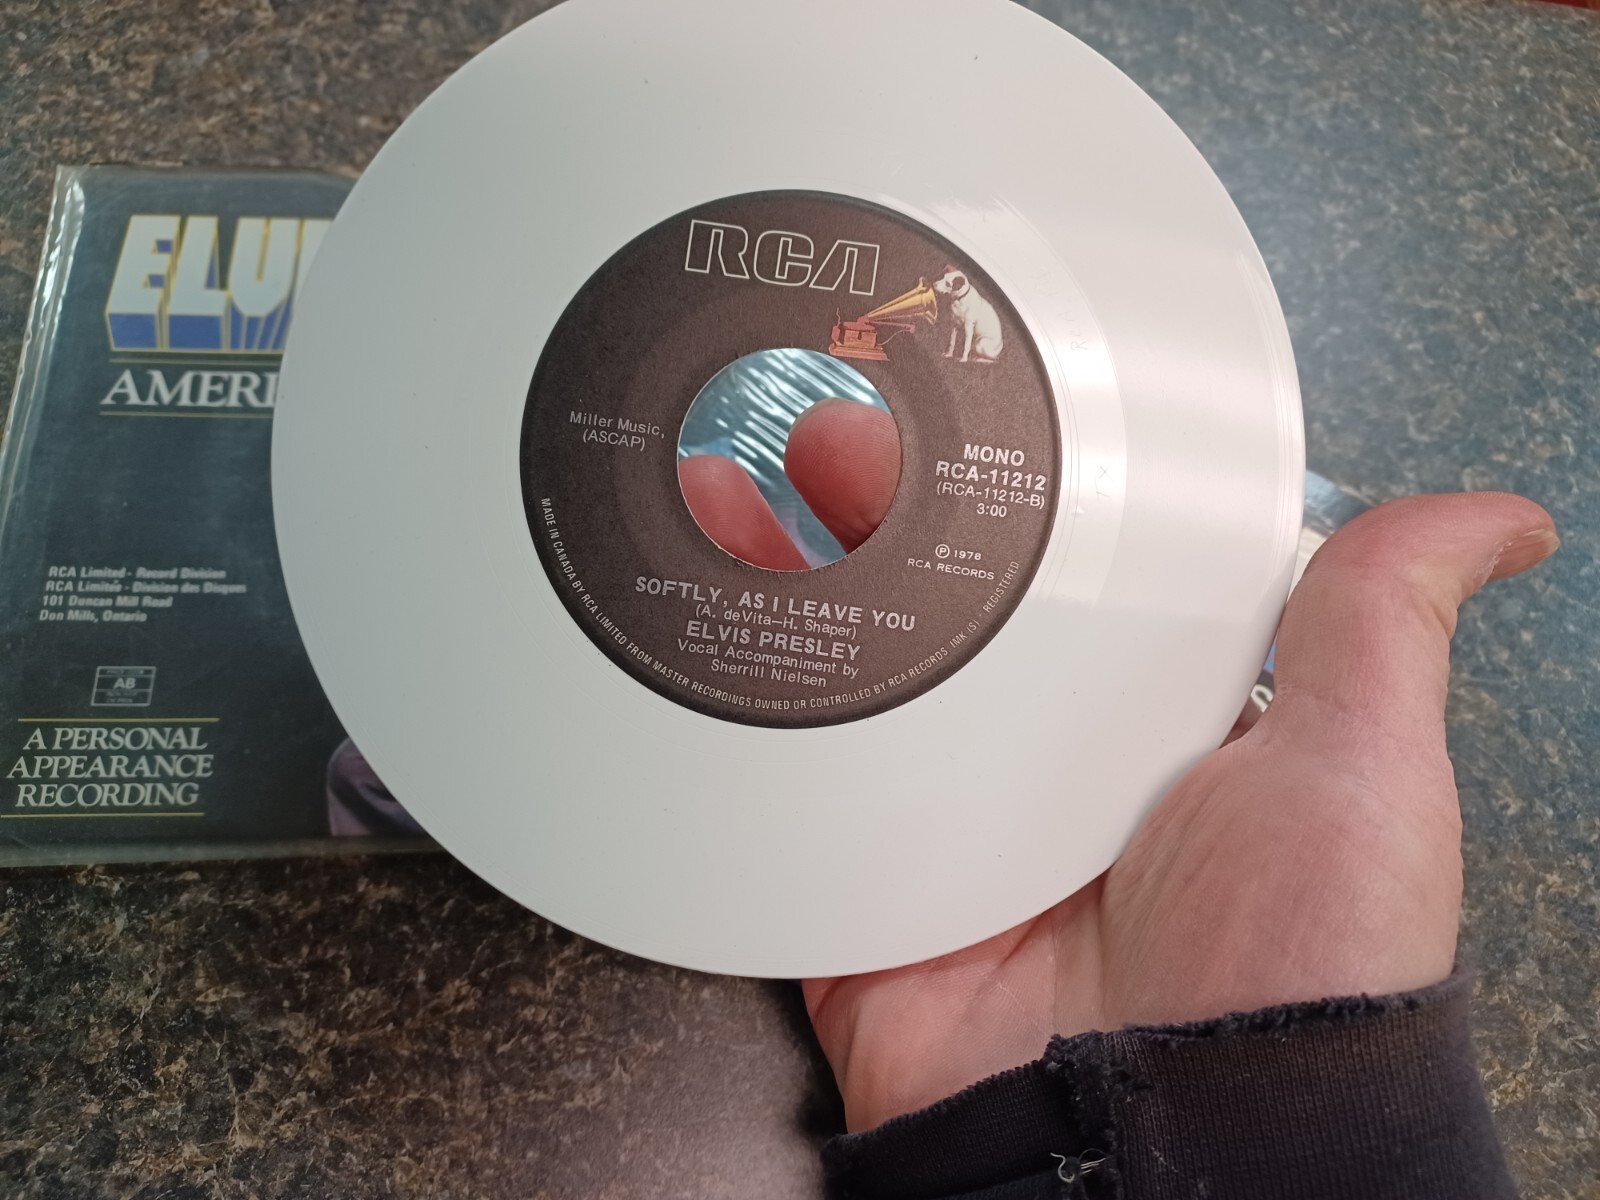 ELVI
AMERI
RCA Limited - Record Division
RCA Limitée - Division des Disques
101 Duncan Mill Road
Don Mills, Ontario
AB
A PERSONAL
APPEARANCE
RECORDING
RCA
Miller Music,
(ASCAP)
MONO
RCA-11212
(RCA-11212-B)
3:00
℗ 1978
RCA RECORDS
SOFTLY, AS I LEAVE YOU
(A. deVita—H. Shaper)
ELVIS PRESLEY
Vocal Accompaniment by
Sherrill Nielsen
MADE IN CANADA BY RCA LIMITED FROM MASTER RECORDINGS OWNED OR CONTROLLED BY RCA RECORDS. (MK (S) ) REGISTERED